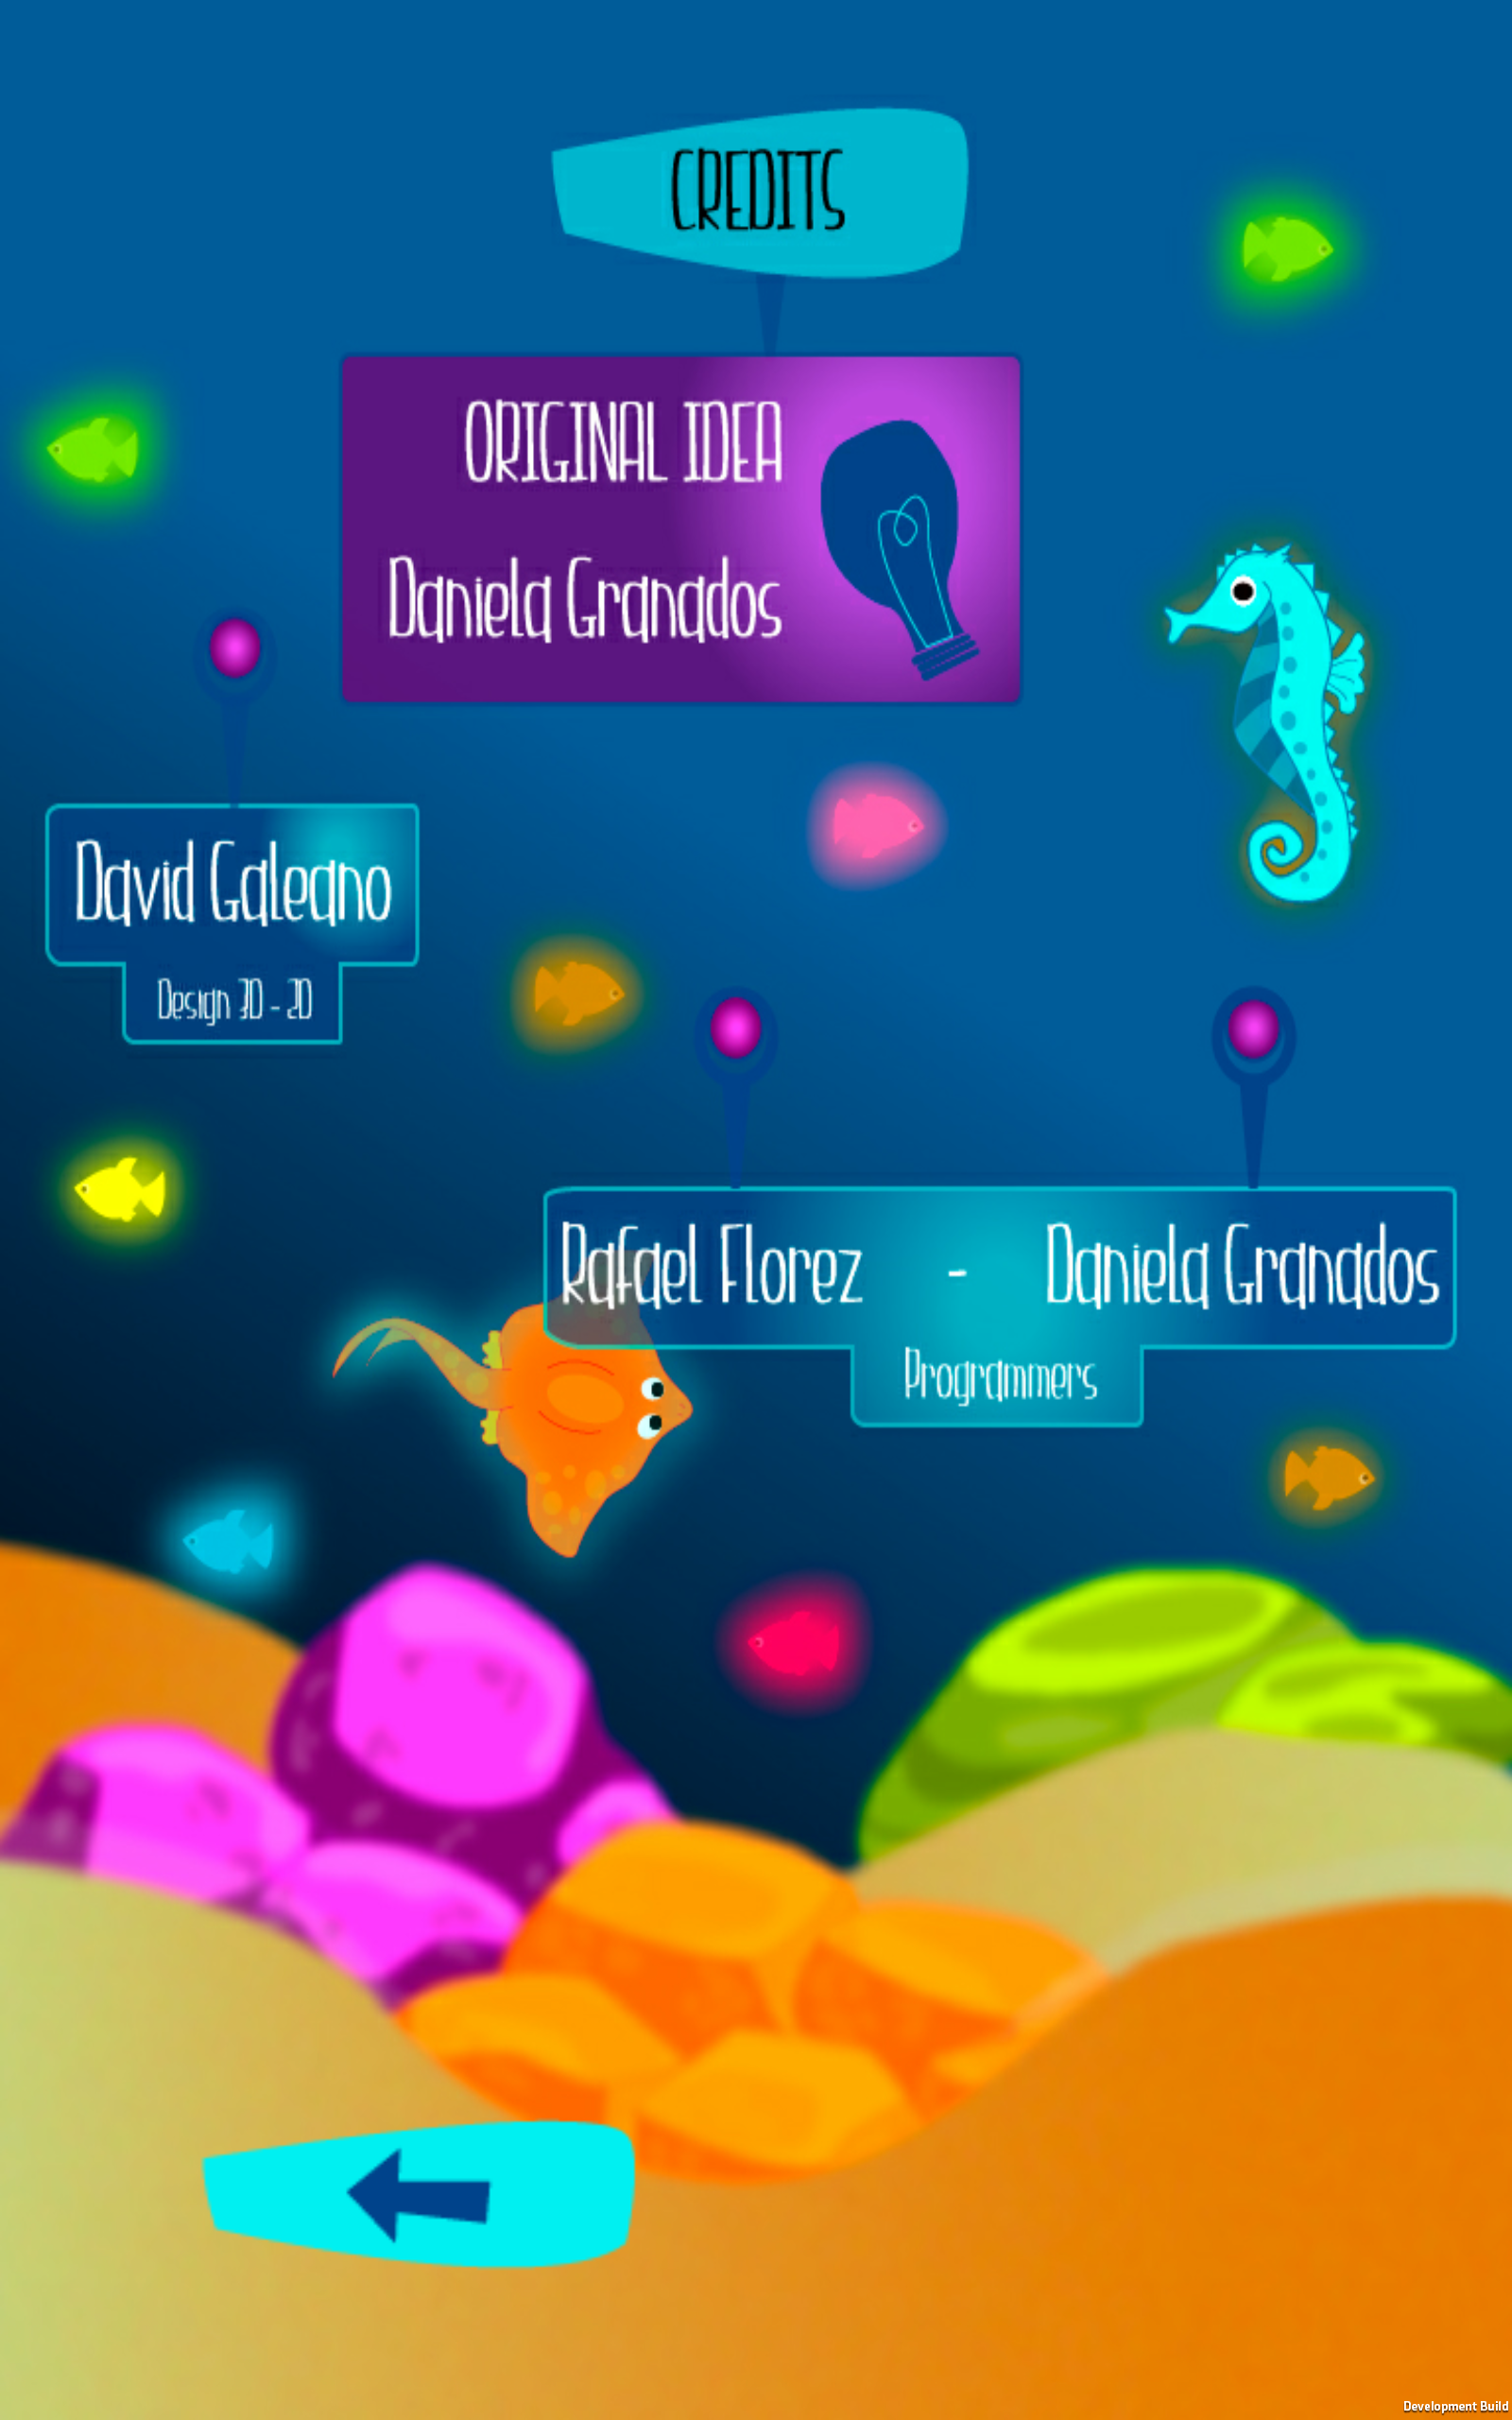 CREDITS
ORIGINAL IDEA
Daniela Granados
David Galeano
Design 3D - 2D
Rafael Florez - Daniela Granados
Programmers
Development Build